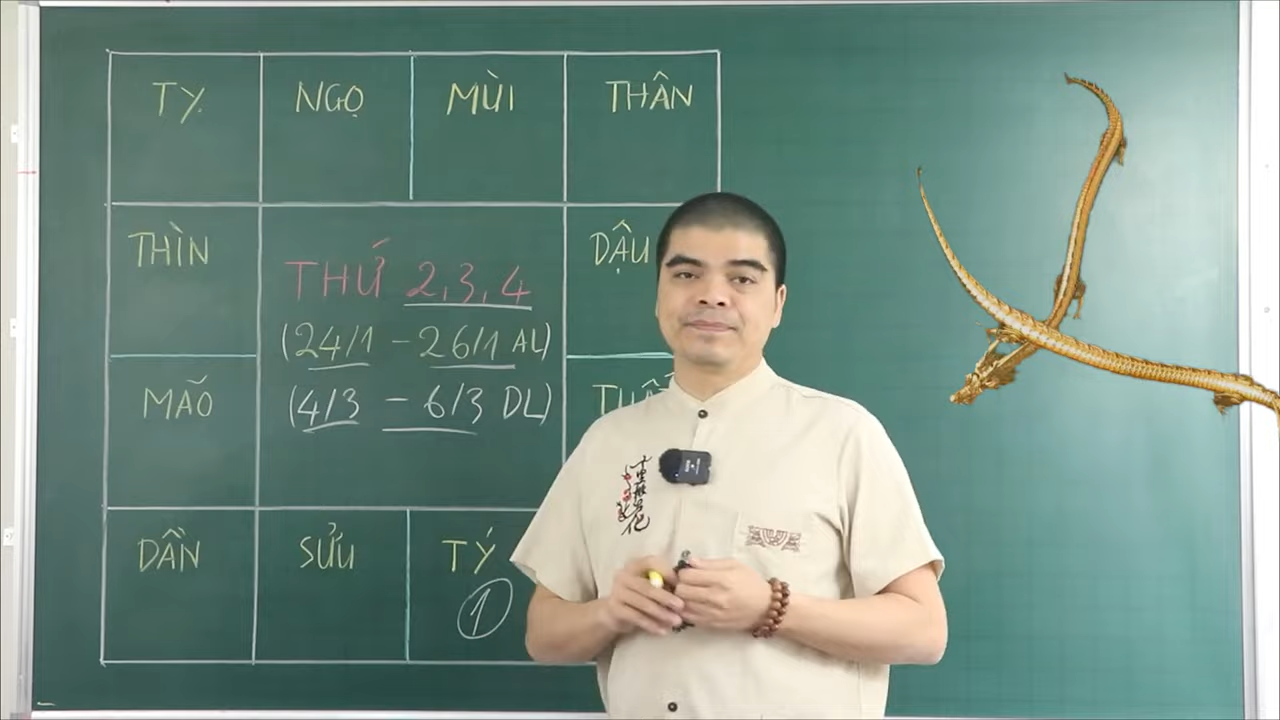 TỴ NGỌ MÙI THÂN
THÌN
DẬU
THỨ 2,3,4
(24/1 - 26/1 AL)
MÃO
(4/3 - 6/3 DL)
DẦN SỬU TÝ
1